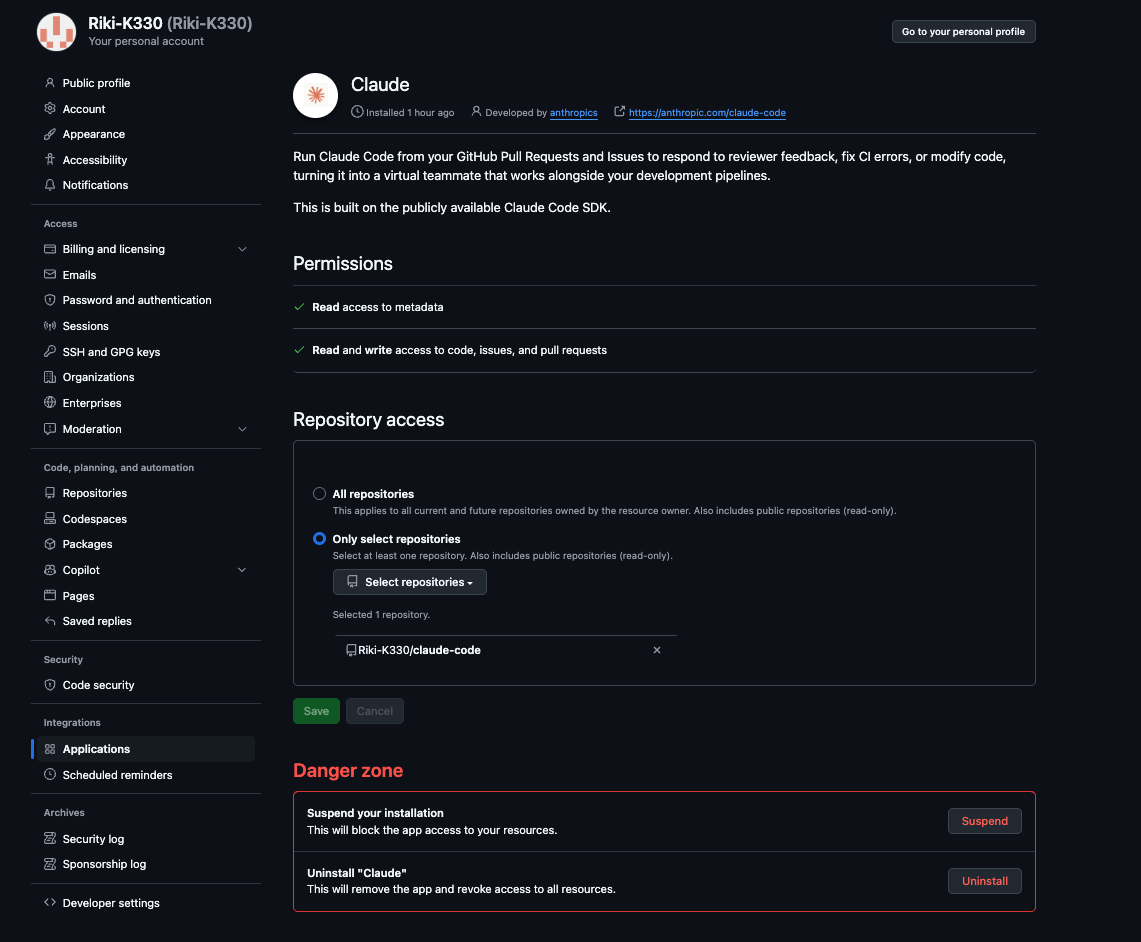 Riki-K330 (Riki-K330)
Your personal account
Go to your personal profile
Public profile
Account
Appearance
Accessibility
Notifications
Access
Billing and licensing
Emails
Password and authentication
Sessions
SSH and GPG keys
Organizations
Enterprises
Moderation
Code, planning, and automation
Repositories
Codespaces
Packages
Copilot
Pages
Saved replies
Security
Code security
Integrations
Applications
Scheduled reminders
Archives
Security log
Sponsorship log
Developer settings
Claude
Installed 1 hour ago Developed by anthropics https://anthropic.com/claude-code
Run Claude Code from your GitHub Pull Requests and Issues to respond to reviewer feedback, fix CI errors, or modify code,
turning it into a virtual teammate that works alongside your development pipelines.
This is built on the publicly available Claude Code SDK.
Permissions
Read access to metadata
Read and write access to code, issues, and pull requests
Repository access
All repositories
This applies to all current and future repositories owned by the resource owner. Also includes public repositories (read-only).
Only select repositories
Select at least one repository. Also includes public repositories (read-only).
Select repositories
Selected 1 repository.
Riki-K330/claude-code
Save Cancel
Danger zone
Suspend your installation
This will block the app access to your resources.
Suspend
Uninstall "Claude"
This will remove the app and revoke access to all resources.
Uninstall